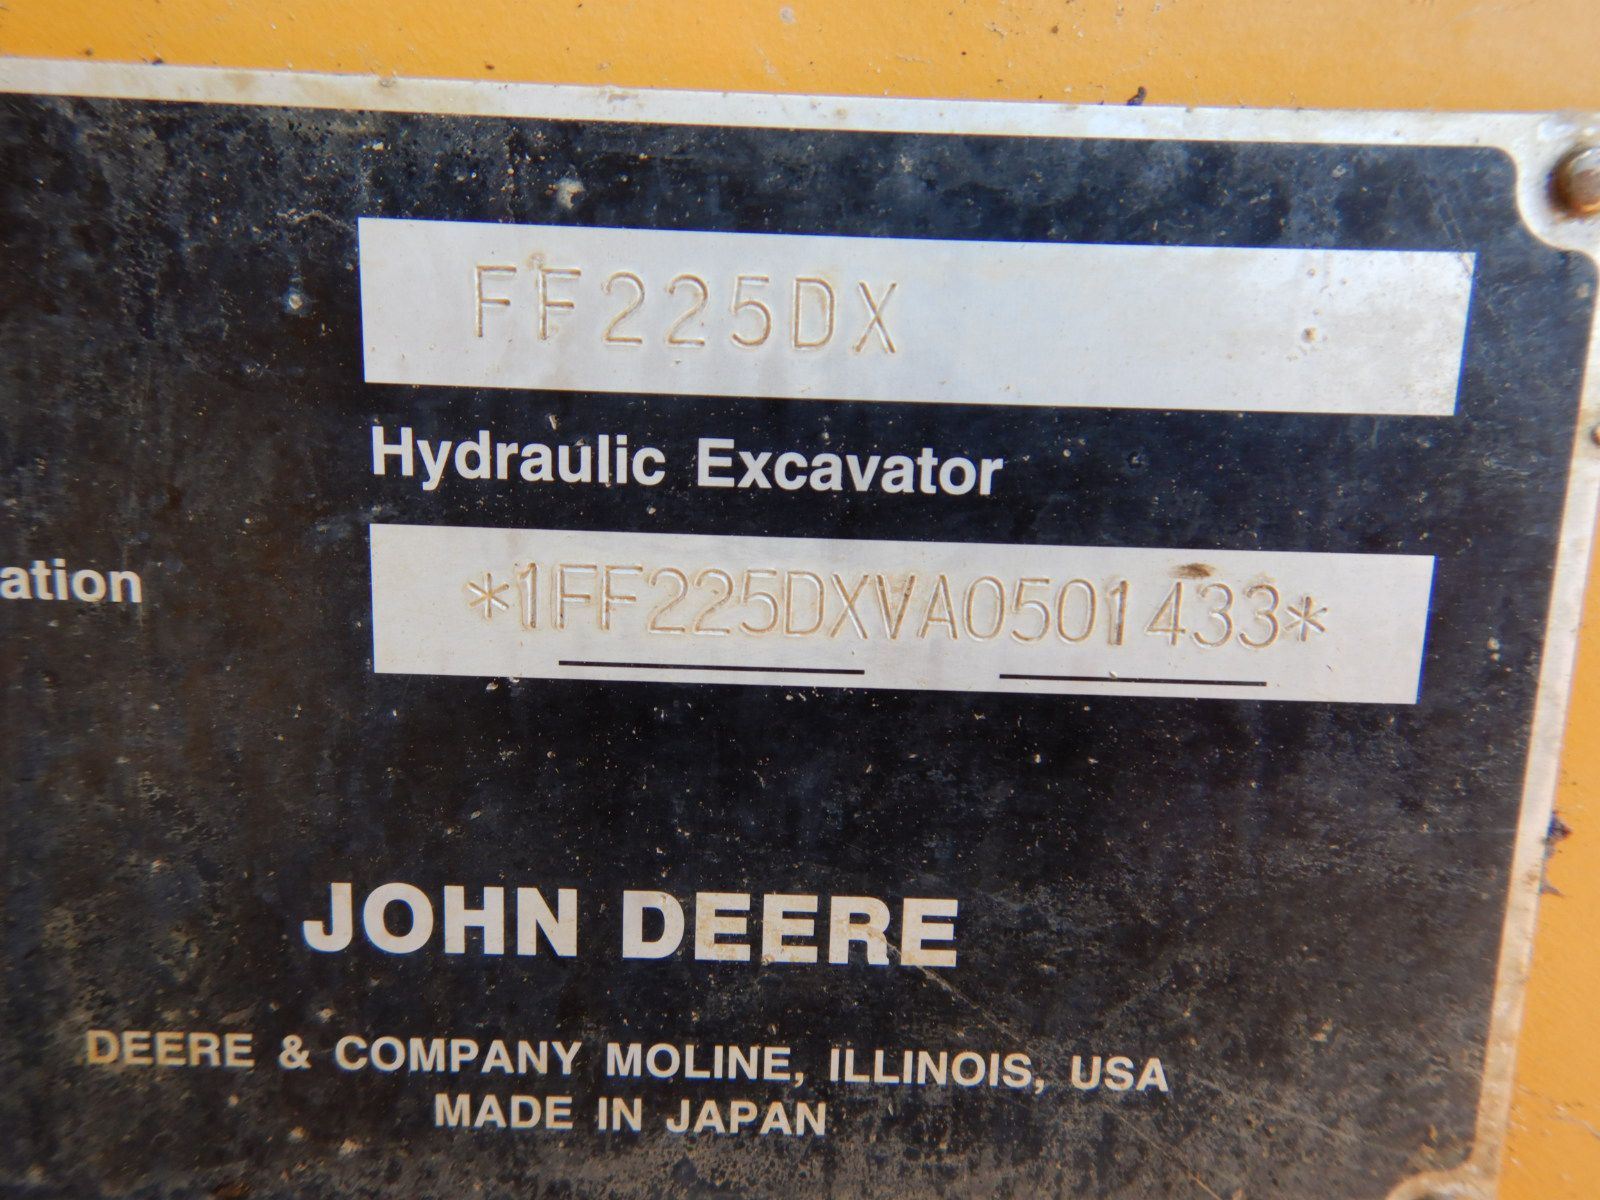 FF225DX
Hydraulic Excavator
ation
*1FF225DXVA0501433*
JOHN DEERE
DEERE & COMPANY MOLINE, ILLINOIS, USA
MADE IN JAPAN